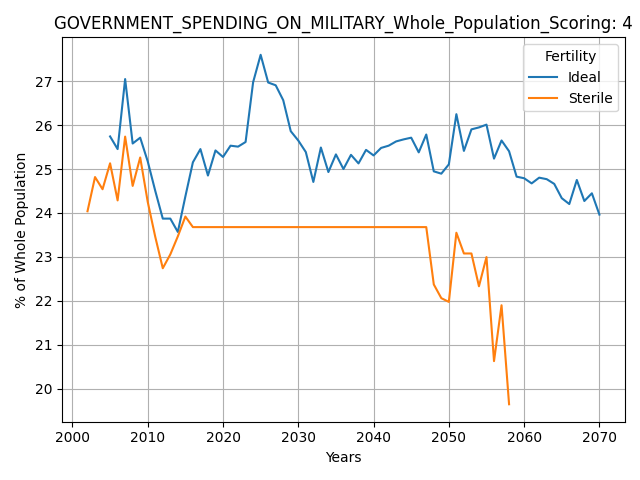 GOVERNMENT_SPENDING_ON_MILITARY_Whole_Population_Scoring: 4
Fertility
Ideal
Sterile
% of Whole Population
27
26
25
24
23
22
21
20
2000 2010 2020 2030 2040 2050 2060 2070
Years